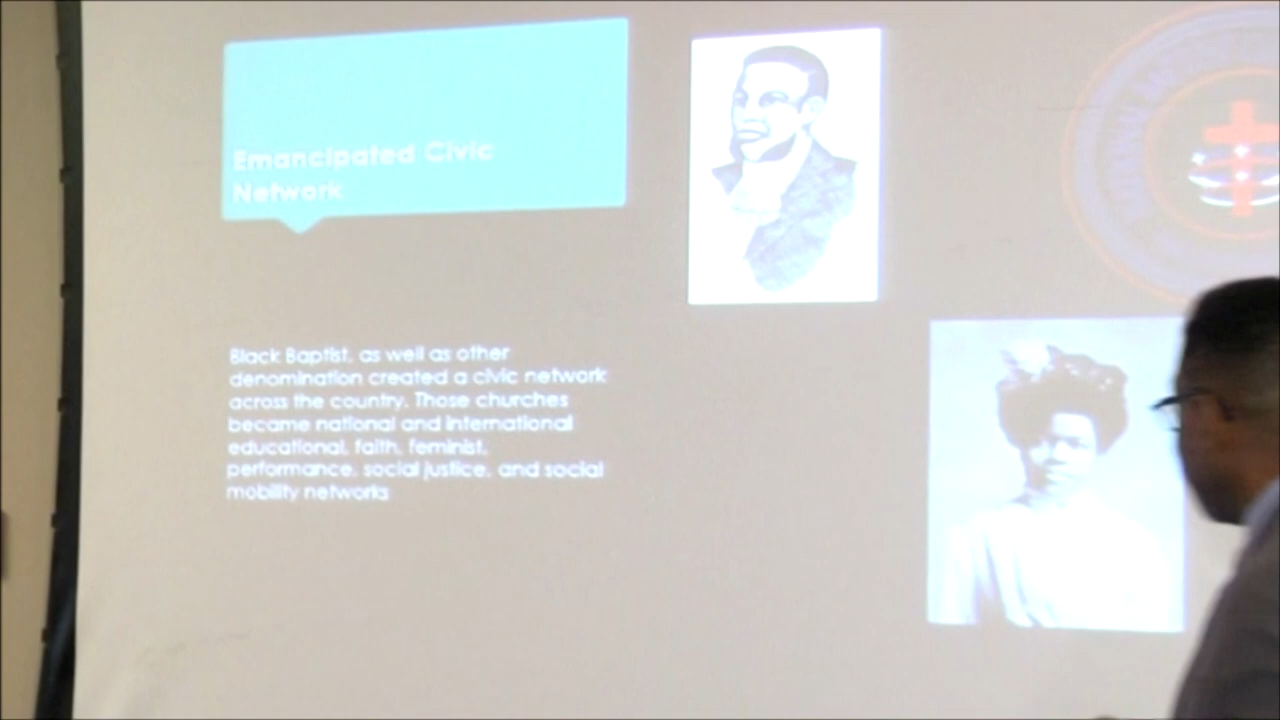 Emancipated Civic
Network
Black Baptist, as well as other
denomination created a civic network
across the country. Those churches
became national and international
educational, faith, feminist,
performance, social justice, and social
mobility networks